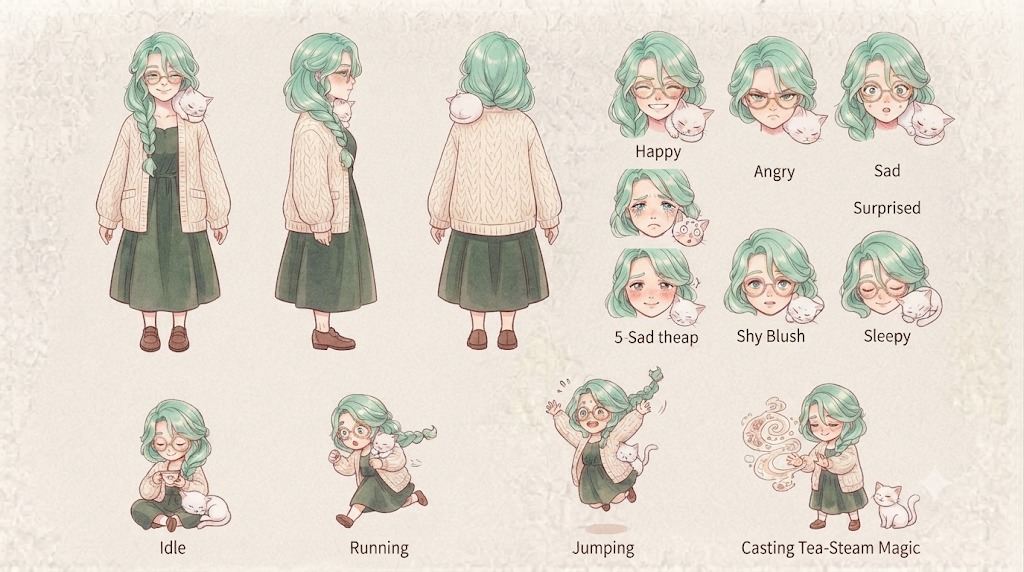 Happy
Angry
Sad
Surprised
5-Sad theap
Shy Blush
Sleepy
Idle
Running
Jumping
Casting Tea-Steam Magic